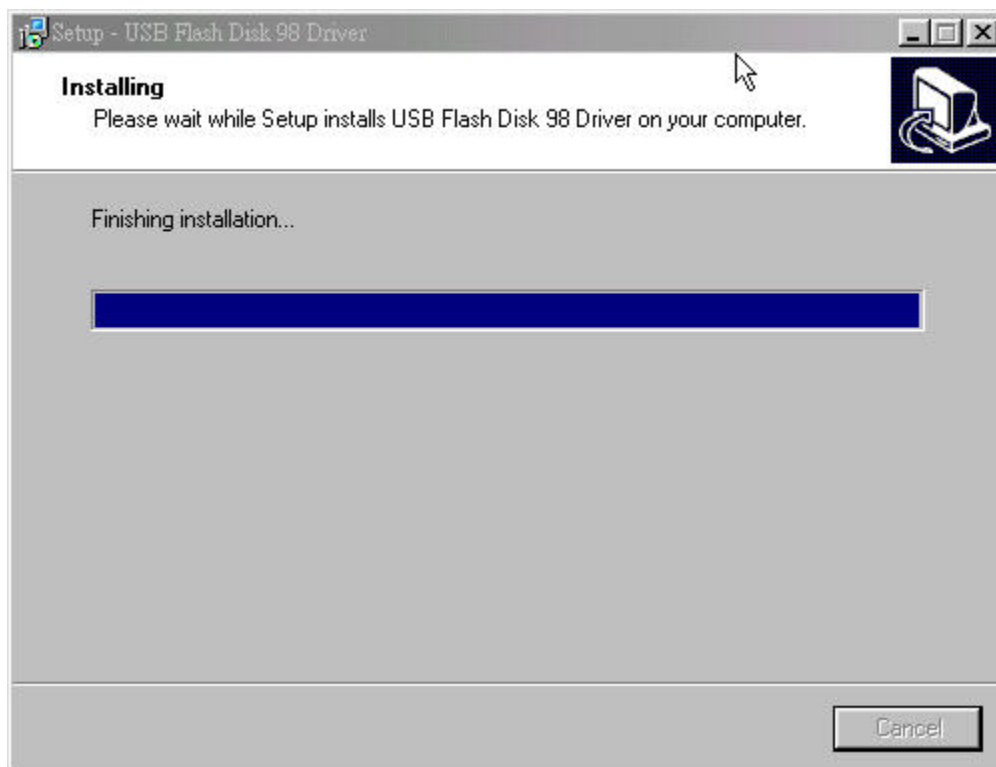 Setup - USB Flash Disk 98 Driver
Installing
Please wait while Setup installs USB Flash Disk 98 Driver on your computer.
Finishing installation...
Cancel